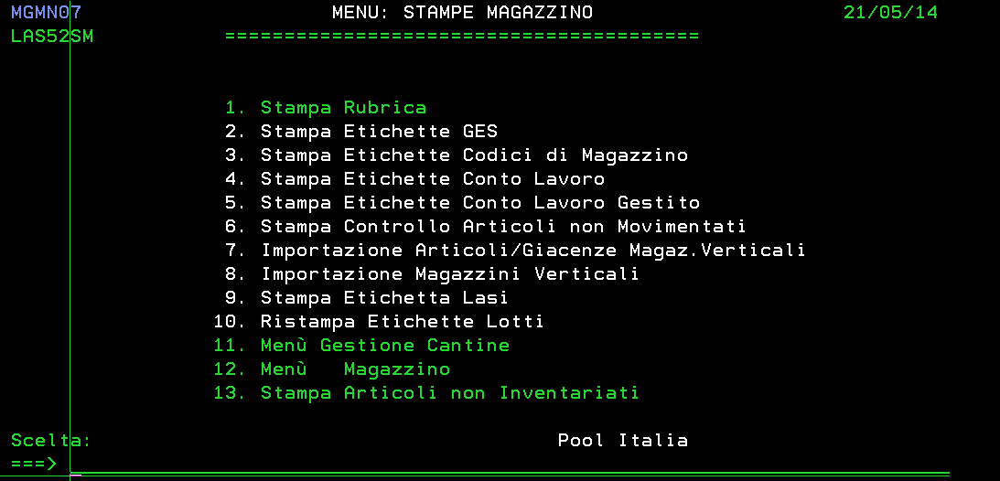 MGMN07 MENU: STAMPE MAGAZZINO 21/05/14
LAS52SM ========================================
1. Stampa Rubrica
2. Stampa Etichette GES
3. Stampa Etichette Codici di Magazzino
4. Stampa Etichette Conto Lavoro
5. Stampa Etichette Conto Lavoro Gestito
6. Stampa Controllo Articoli non Movimentati
7. Importazione Articoli/Giacenze Magaz.Verticali
8. Importazione Magazzini Verticali
9. Stampa Etichetta Lasi
10. Ristampa Etichette Lotti
11. Menù Gestione Cantine
12. Menù   Magazzino
13. Stampa Articoli non Inventariati
Scelta: Pool Italia
===>